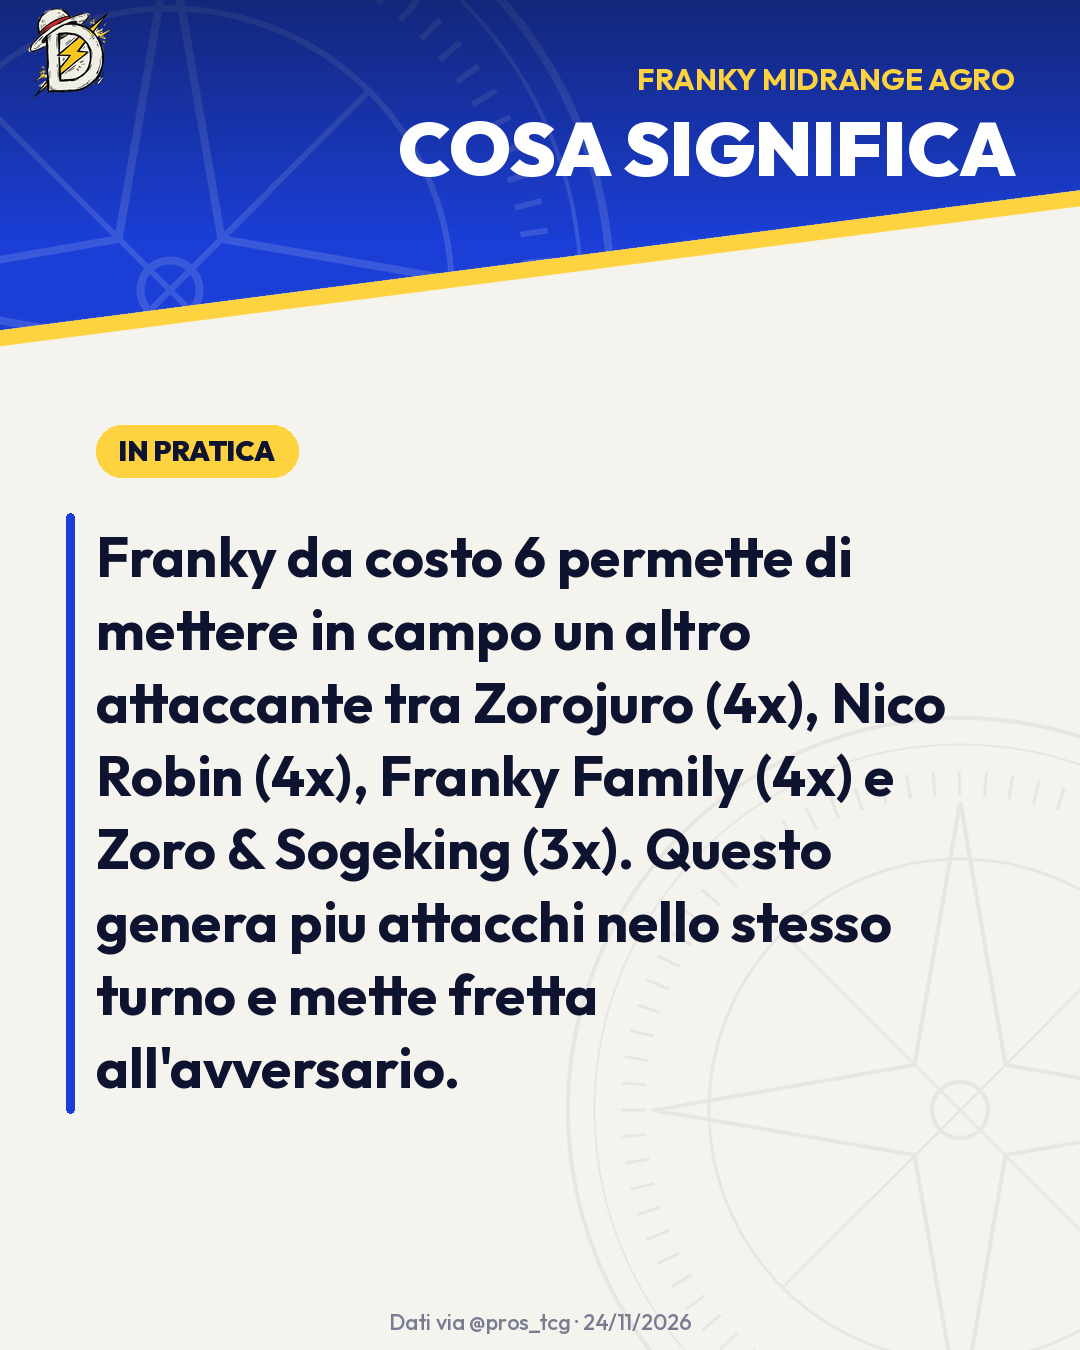 FRANKY MIDRANGE AGRO
COSA SIGNIFICA
IN PRATICA
Franky da costo 6 permette di
mettere in campo un altro
attaccante tra Zorojuro (4x), Nico
Robin (4x), Franky Family (4x) e
Zoro & Sogeking (3x). Questo
genera piu attacchi nello stesso
turno e mette fretta
all'avversario.
Dati via @pros_tcg · 24/11/2026